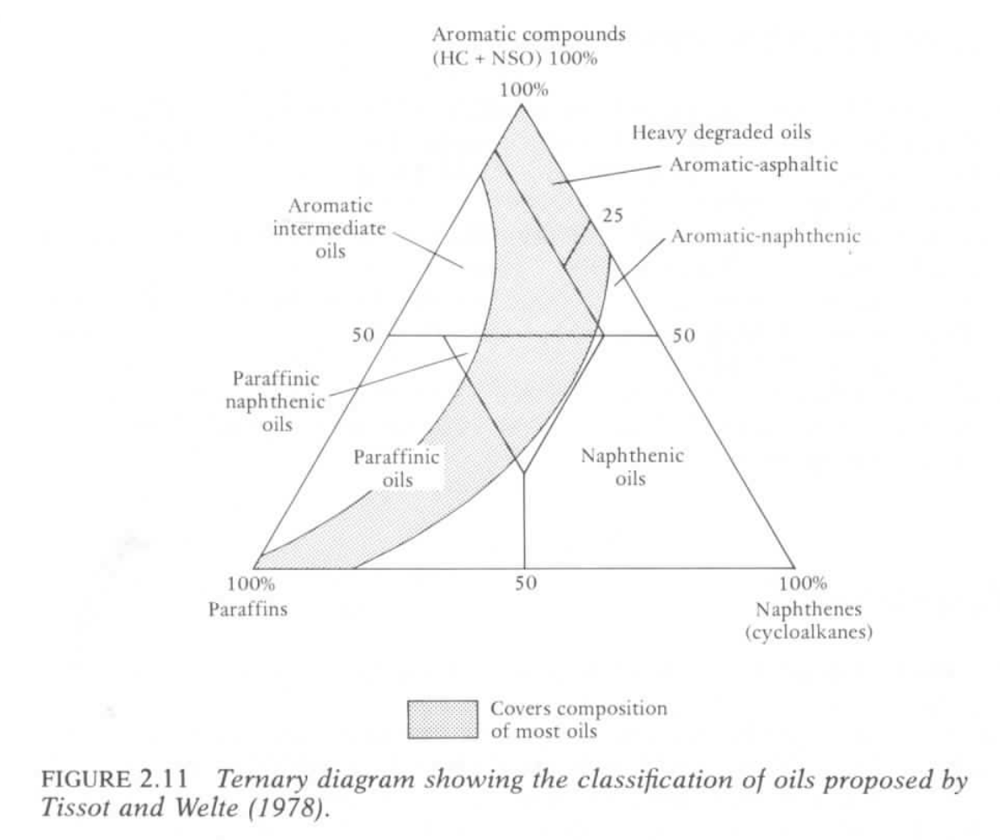 Aromatic compounds
(HC + NSO) 100%
100%
Heavy degraded oils
Aromatic-asphaltic
Aromatic
intermediate
oils
25
Aromatic-naphthenic
50
50
Paraffinic
naphthenic
oils
Paraffinic
oils
Naphthenic
oils
100%
Paraffins
50
100%
Naphthenes
(cycloalkanes)
Covers composition
of most oils
FIGURE 2.11 Ternary diagram showing the classification of oils proposed by
Tissot and Welte (1978).